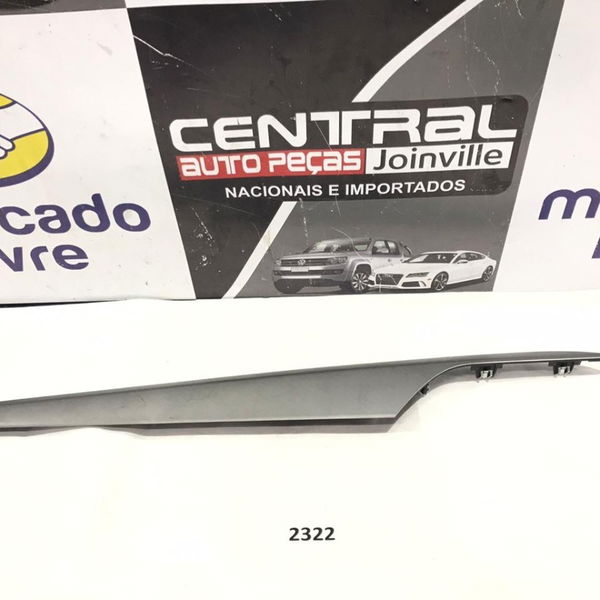 CENTRAL
AUTO PEÇAS Joinville
NACIONAIS E IMPORTADOS
cado
vre
m
2322